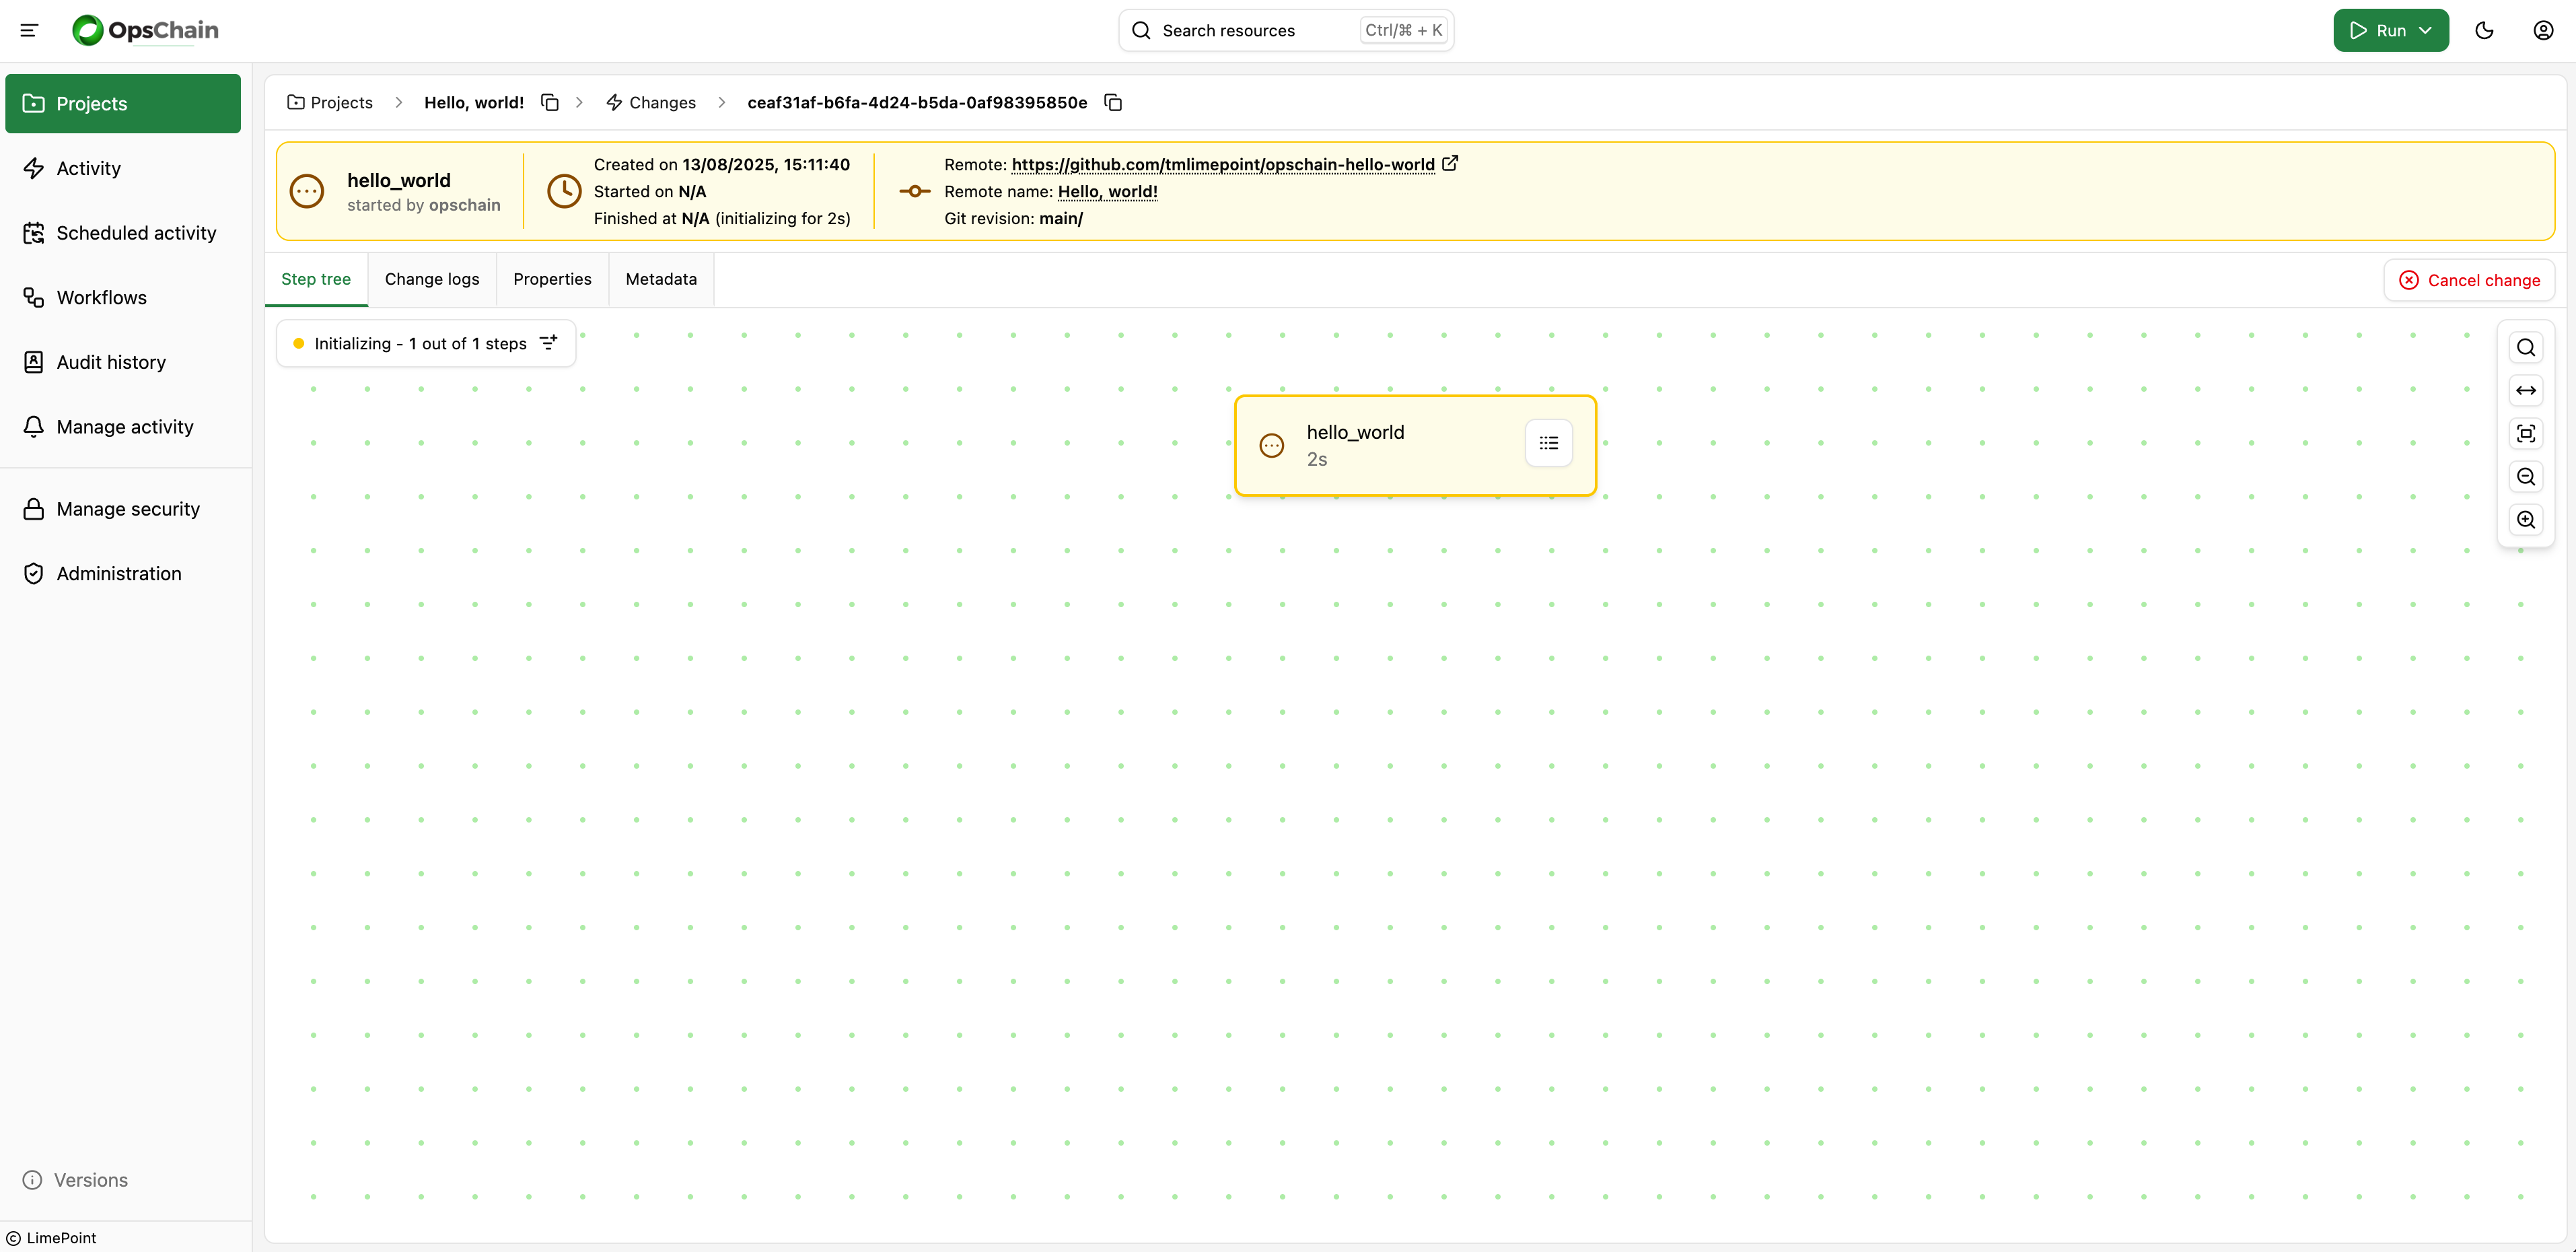 OpsChain
Search resources
Ctrl/⌘ + K
Run
Projects
Activity
Scheduled activity
Workflows
Audit history
Manage activity
Manage security
Administration
Versions
© LimePoint
Projects > Hello, world! > Changes > ceaf31af-b6fa-4d24-b5da-0af98395850e
hello_world
started by opschain
Created on 13/08/2025, 15:11:40
Started on N/A
Finished at N/A (initializing for 2s)
Remote: https://github.com/tmlimepoint/opschain-hello-world
Remote name: Hello, world!
Git revision: main/
Step tree
Change logs
Properties
Metadata
Cancel change
Initializing - 1 out of 1 steps
hello_world
2s